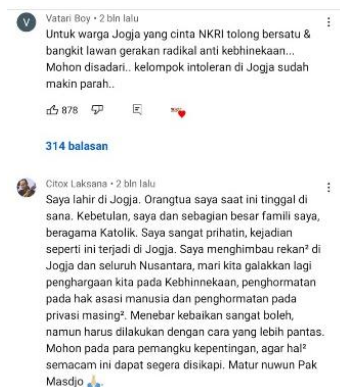 V
Vatari Boy • 2 bln lalu
Untuk warga Jogja yang cinta NKRI tolong bersatu &
bangkit lawan gerakan radikal anti kebhinekaan...
Mohon disadari.. kelompok intoleran di Jogja sudah
makin parah..
878
314 balasan
Citox Laksana • 2 bln lalu
Saya lahir di Jogja. Orangtua saya saat ini tinggal di
sana. Kebetulan, saya dan sebagian besar famili saya,
beragama Katolik. Saya sangat prihatin, kejadian
seperti ini terjadi di Jogja. Saya menghimbau rekan² di
Jogja dan seluruh Nusantara, mari kita galakkan lagi
penghargaan kita pada Kebhinnekaan, penghormatan
pada hak asasi manusia dan penghormatan pada
privasi masing². Menebar kebaikan sangat boleh,
namun harus dilakukan dengan cara yang lebih pantas.
Mohon pada para pemangku kepentingan, agar hal²
semacam ini dapat segera disikapi. Matur nuwun Pak
Masdjo 🙏.